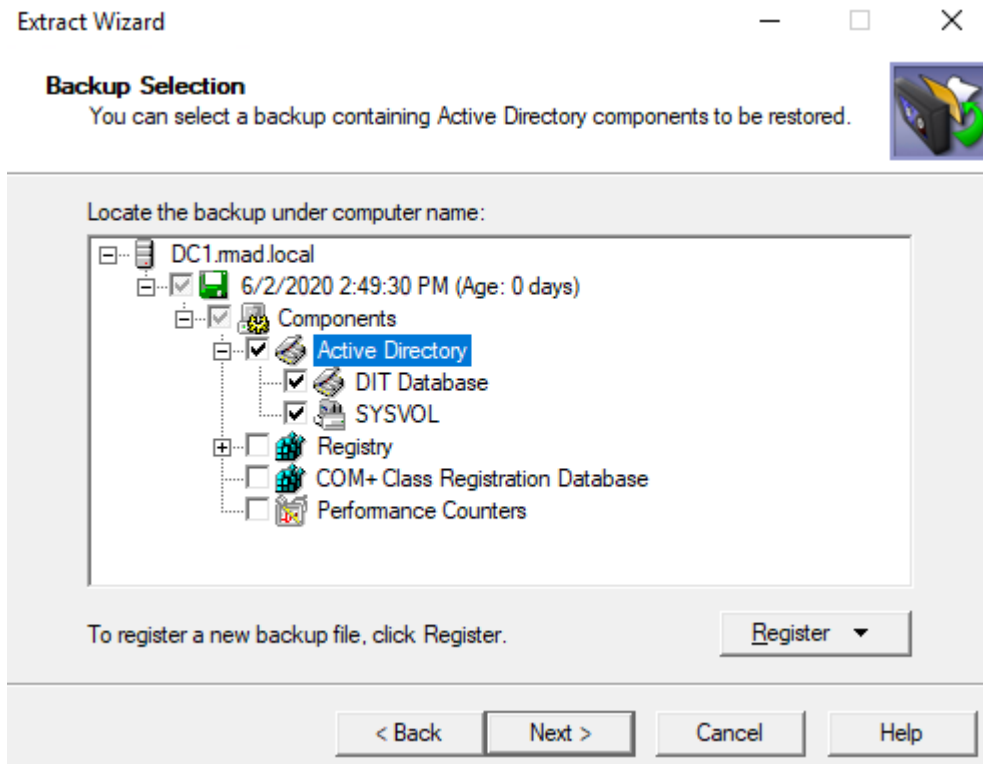 Extract Wizard
Backup Selection
You can select a backup containing Active Directory components to be restored.
Locate the backup under computer name:
DC1.rmad.local
6/2/2020 2:49:30 PM (Age: 0 days)
Components
Active Directory
DIT Database
SYSVOL
Registry
COM+ Class Registration Database
Performance Counters
To register a new backup file, click Register.
Register
< Back Next > Cancel Help